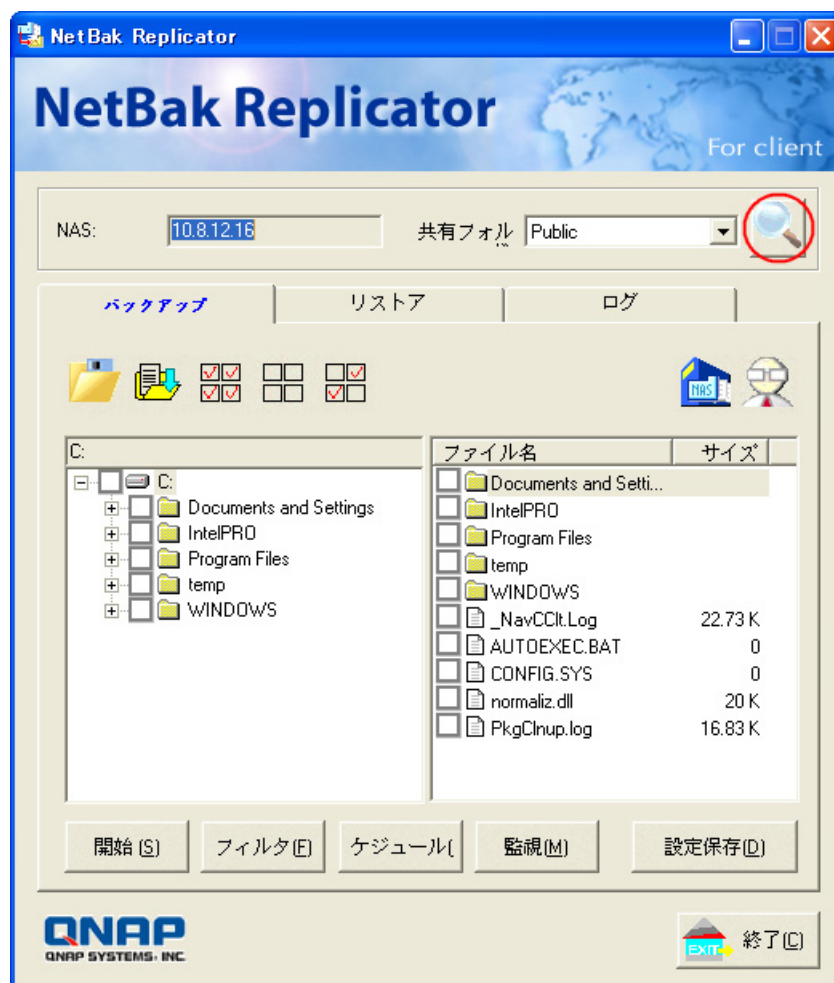 NetBak Replicator
NetBak Replicator
For client
NAS:
10.8.12.16
共有フォル
Public
バックアップ
リストア
ログ
NAS
C:
C:
Documents and Settings
IntelPRO
Program Files
temp
WINDOWS
ファイル名 サイズ
Documents and Setti...
IntelPRO
Program Files
temp
WINDOWS
_NavCClt.Log 22.73 K
AUTOEXEC.BAT 0
CONFIG.SYS 0
normaliz.dll 20 K
PkgClnup.log 16.83 K
開始 (S)
フィルタ(F)
ケジュール(
監視(M)
設定保存(D)
QNAP
QNAP SYSTEMS, INC.
EXIT
終了(C)